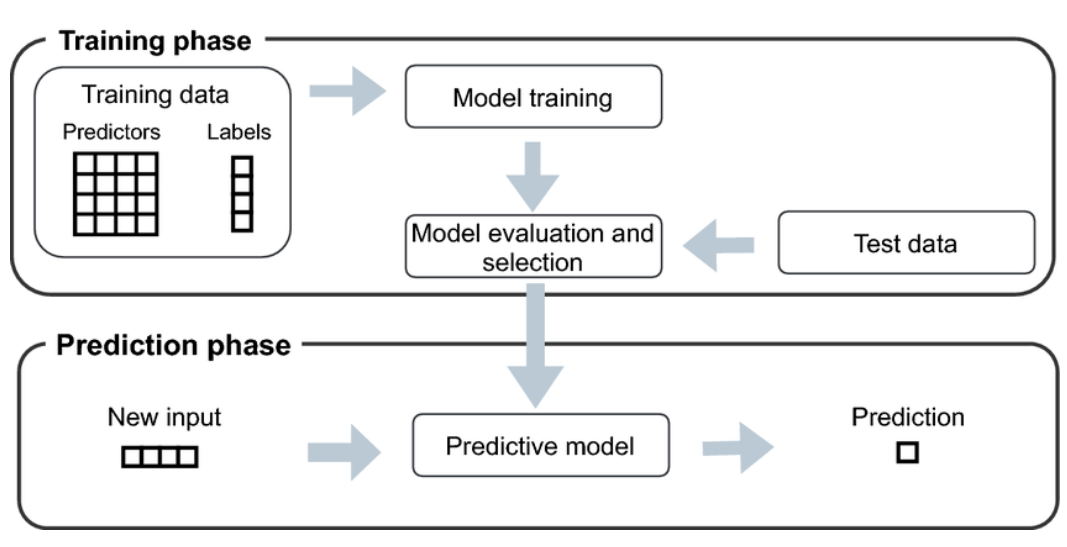 Training phase
Training data
Predictors
Labels
Model training
Model evaluation and
selection
Test data
Prediction phase
New input
Predictive model
Prediction